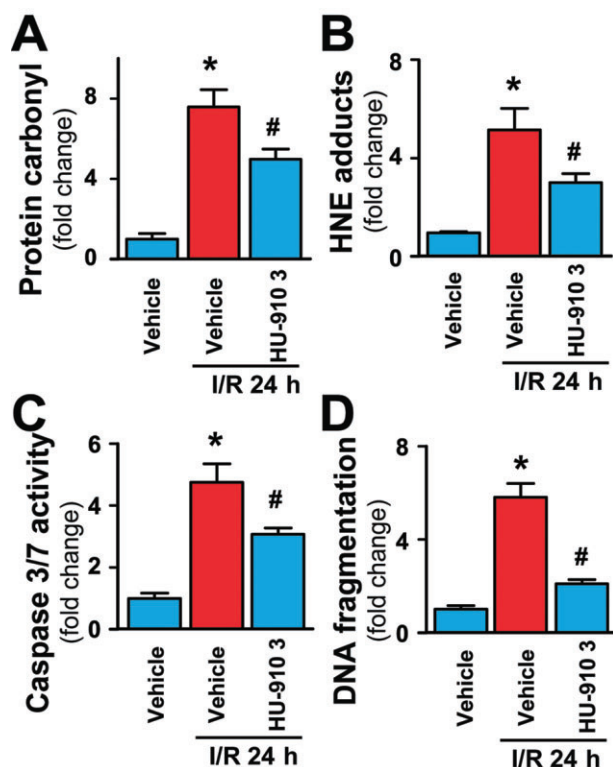 A
Protein carbonyl
(fold change)
8
4
0
*
#
Vehicle
Vehicle
HU-910 3
I/R 24 h
B
HNE adducts
(fold change)
8
4
0
*
#
Vehicle
Vehicle
HU-910 3
I/R 24 h
C
Caspase 3/7 activity
(fold change)
6
4
2
0
*
#
Vehicle
Vehicle
HU-910 3
I/R 24 h
D
DNA fragmentation
(fold change)
8
4
0
*
#
Vehicle
Vehicle
HU-910 3
I/R 24 h